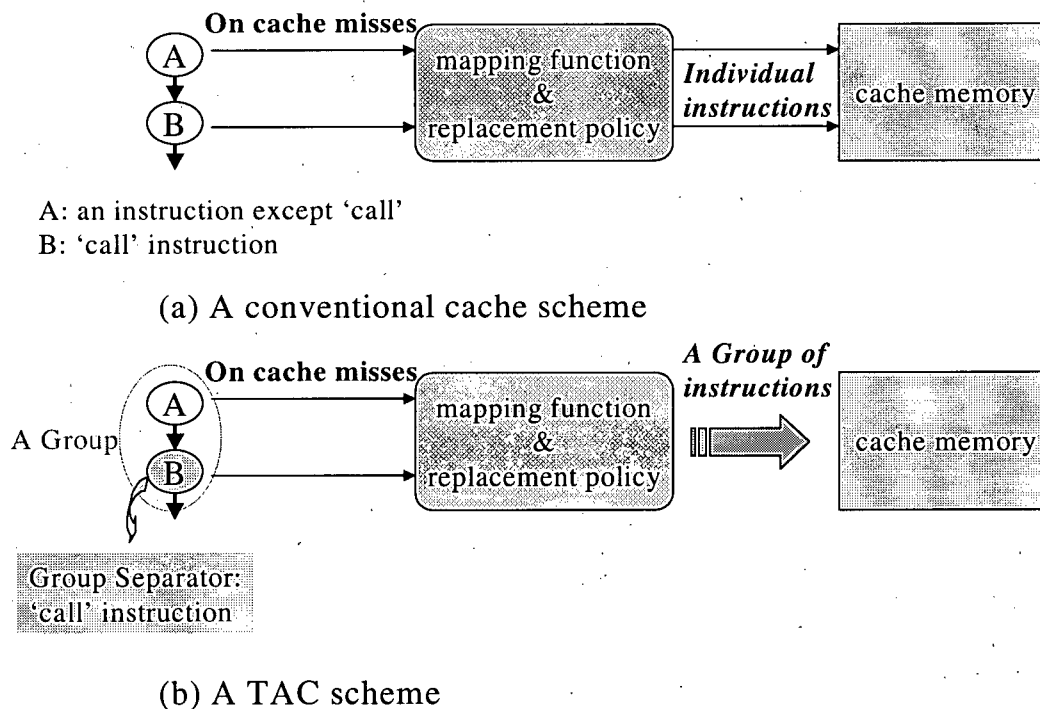 On cache misses
A
B
mapping function
&
replacement policy
Individual
instructions
cache memory
A: an instruction except ‘call’
B: ‘call’ instruction
(a) A conventional cache scheme
On cache misses
A Group
A
B
mapping function
&
replacement policy
A Group of
instructions
cache memory
Group Separator:
‘call’ instruction
(b) A TAC scheme